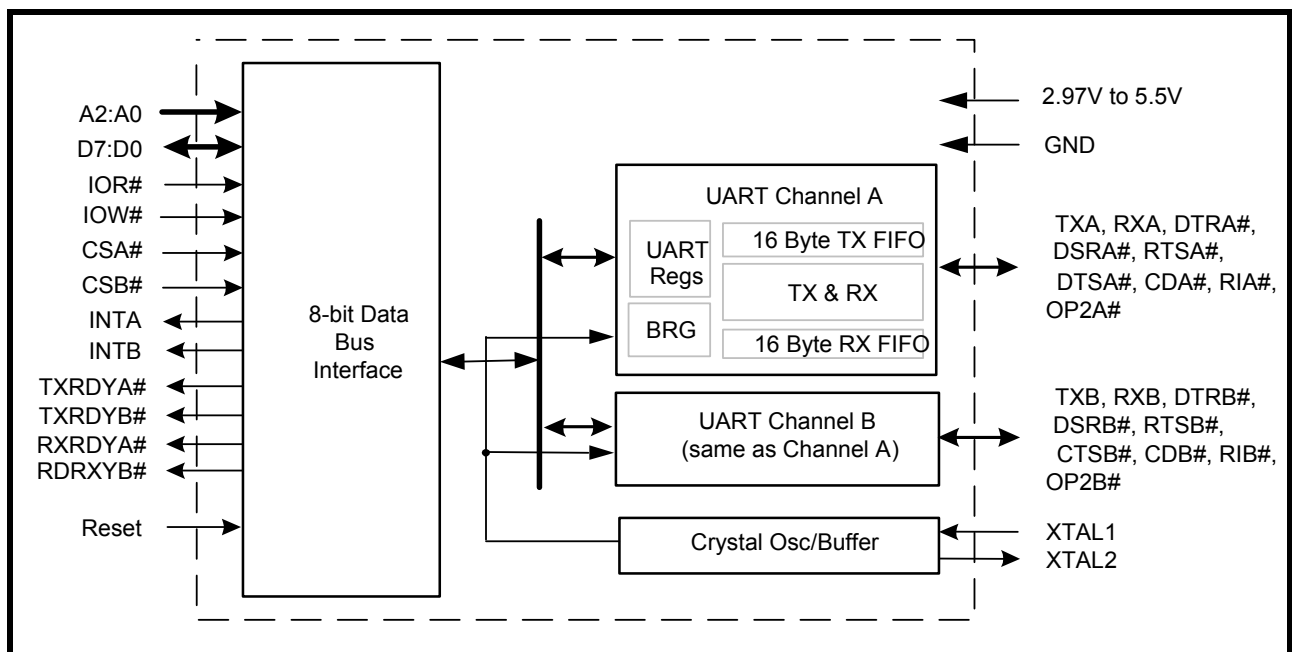 A2:A0
D7:D0
IOR#
IOW#
CSA#
CSB#
INTA
INTB
TXRDYA#
TXRDYB#
RXRDYA#
RDRXYB#
Reset
8-bit Data
Bus
Interface
UART Channel A
UART
Regs
BRG
16 Byte TX FIFO
TX & RX
16 Byte RX FIFO
UART Channel B
(same as Channel A)
Crystal Osc/Buffer
2.97V to 5.5V
GND
TXA, RXA, DTRA#,
DSRA#, RTSA#,
DTSA#, CDA#, RIA#,
OP2A#
TXB, RXB, DTRB#,
DSRB#, RTSB#,
CTSB#, CDB#, RIB#,
OP2B#
XTAL1
XTAL2